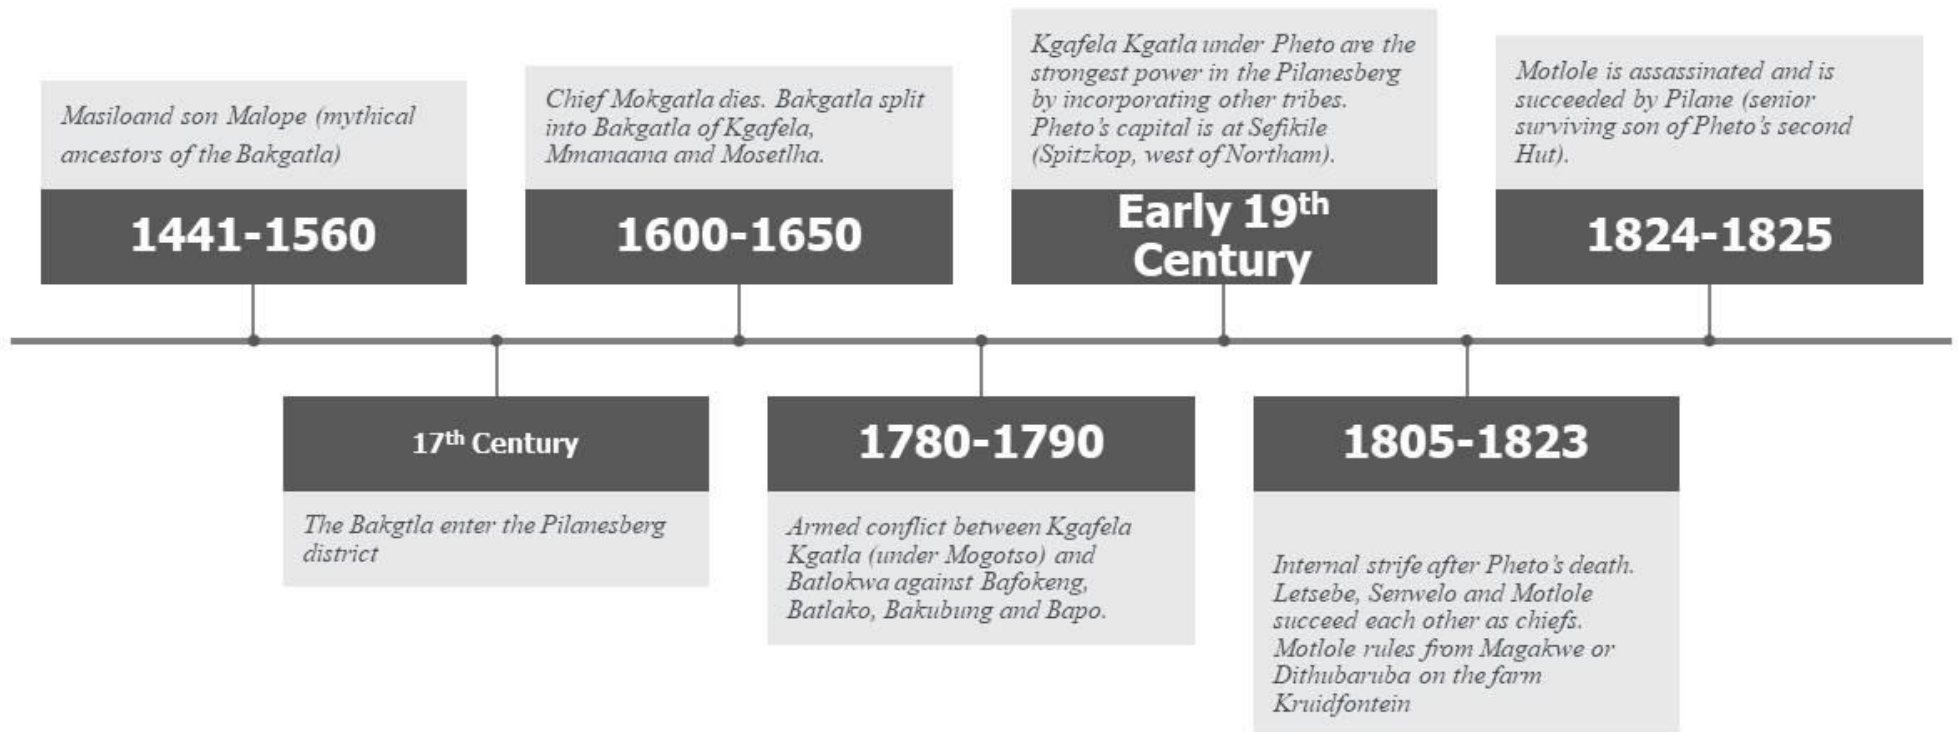 Masiloand son Malope (mythical
ancestors of the Bakgatla)
1441-1560
17th Century
The Bakgtla enter the Pilanesberg
district
Chief Mokgatla dies. Bakgatla split
into Bakgatla of Kgafela,
Mmanaana and Mosetlha.
1600-1650
1780-1790
Armed conflict between Kgafela
Kgatla (under Mogotso) and
Batlokwa against Bafokeng,
Batlako, Bakubung and Bapo.
Kgafela Kgatla under Pheto are the
strongest power in the Pilanesberg
by incorporating other tribes.
Pheto's capital is at Sefikile
(Spitzkop, west of Northam).
Early 19th
Century
1805-1823
Internal strife after Pheto's death.
Letsebe, Senwelo and Motlole
succeed each other as chiefs.
Motlole rules from Magakwe or
Dithubaruba on the farm
Kruidfontein
Motlole is assassinated and is
succeeded by Pilane (senior
surviving son of Pheto's second
Hut).
1824-1825